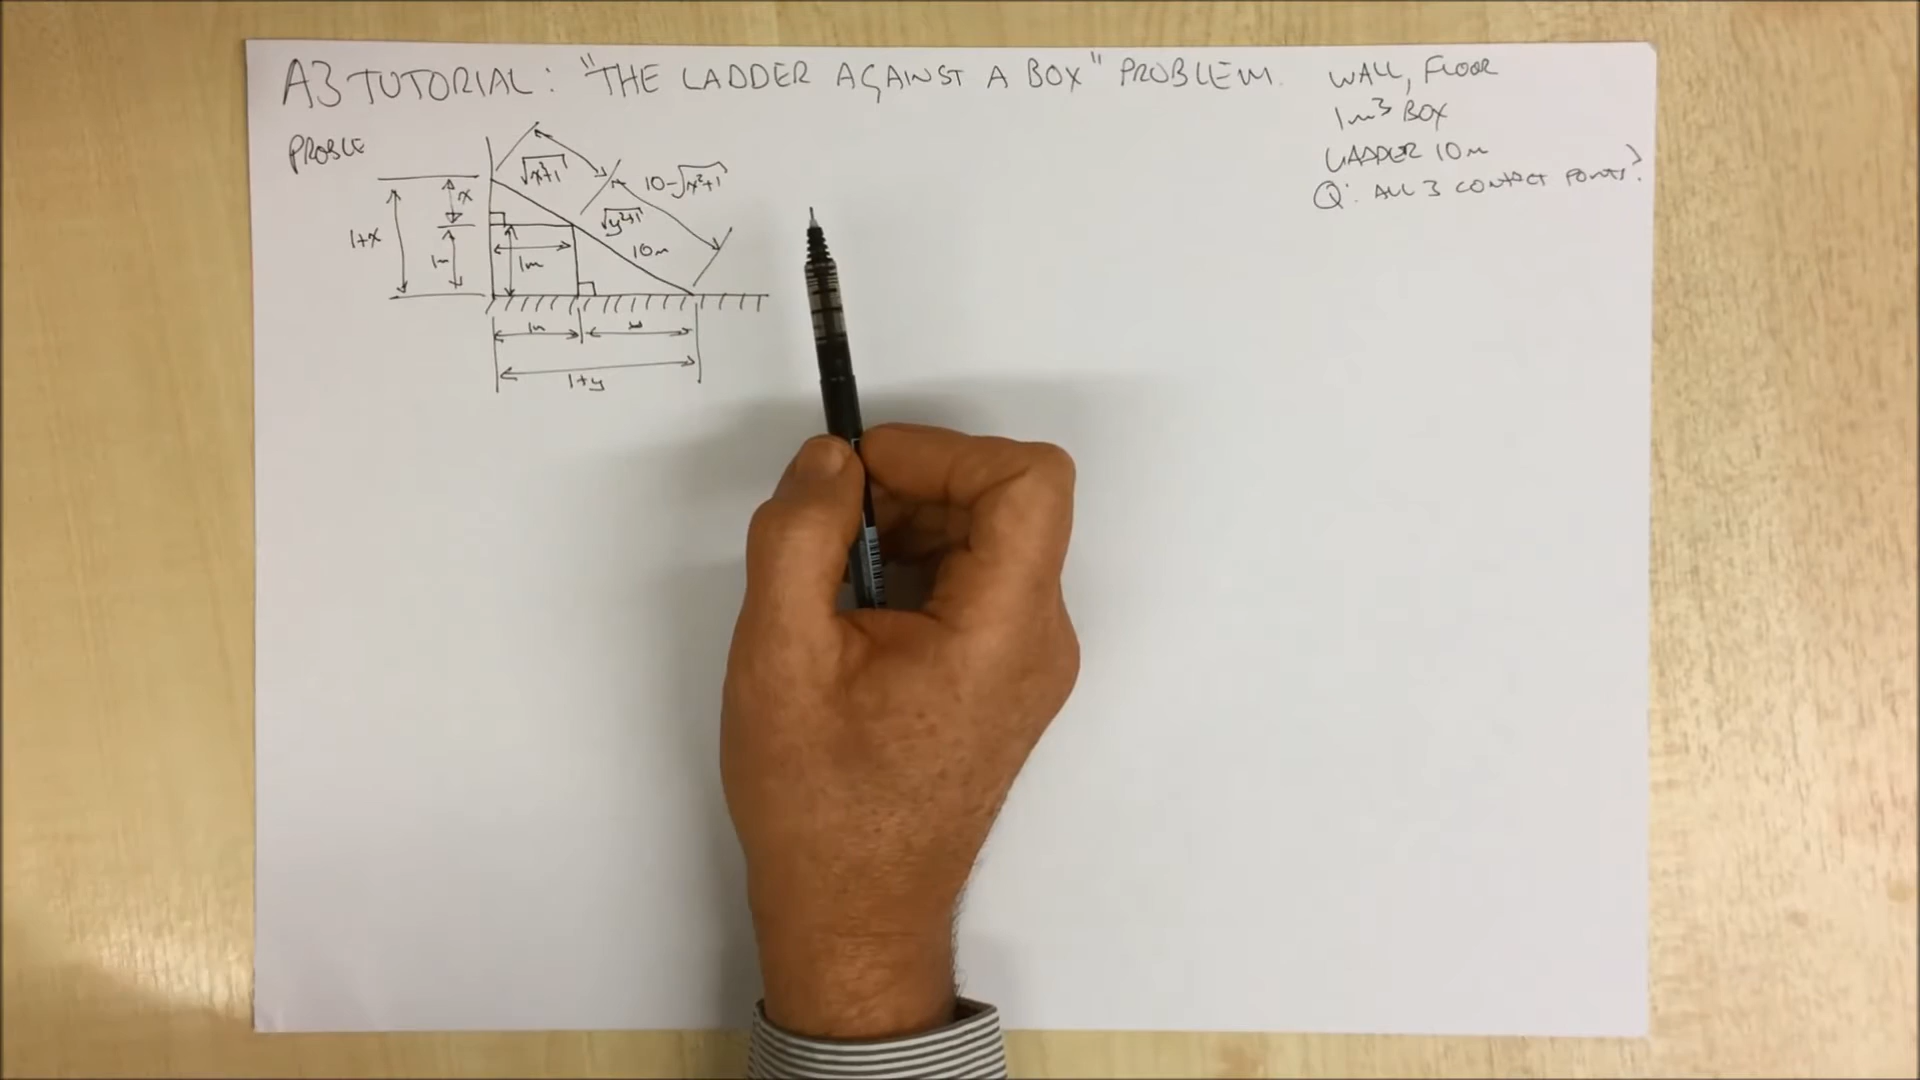 A3 TUTORIAL: "THE LADDER AGAINST A BOX" PROBLEM.
WALL, FLOOR
1m³ BOX
LADDER 10m
Q: ALL 3 CONTACT POINTS?
PROBLE
√x²+1
10-√x²+1
x
√y²+1
1+x
10m
1m
1m
1m
1+y